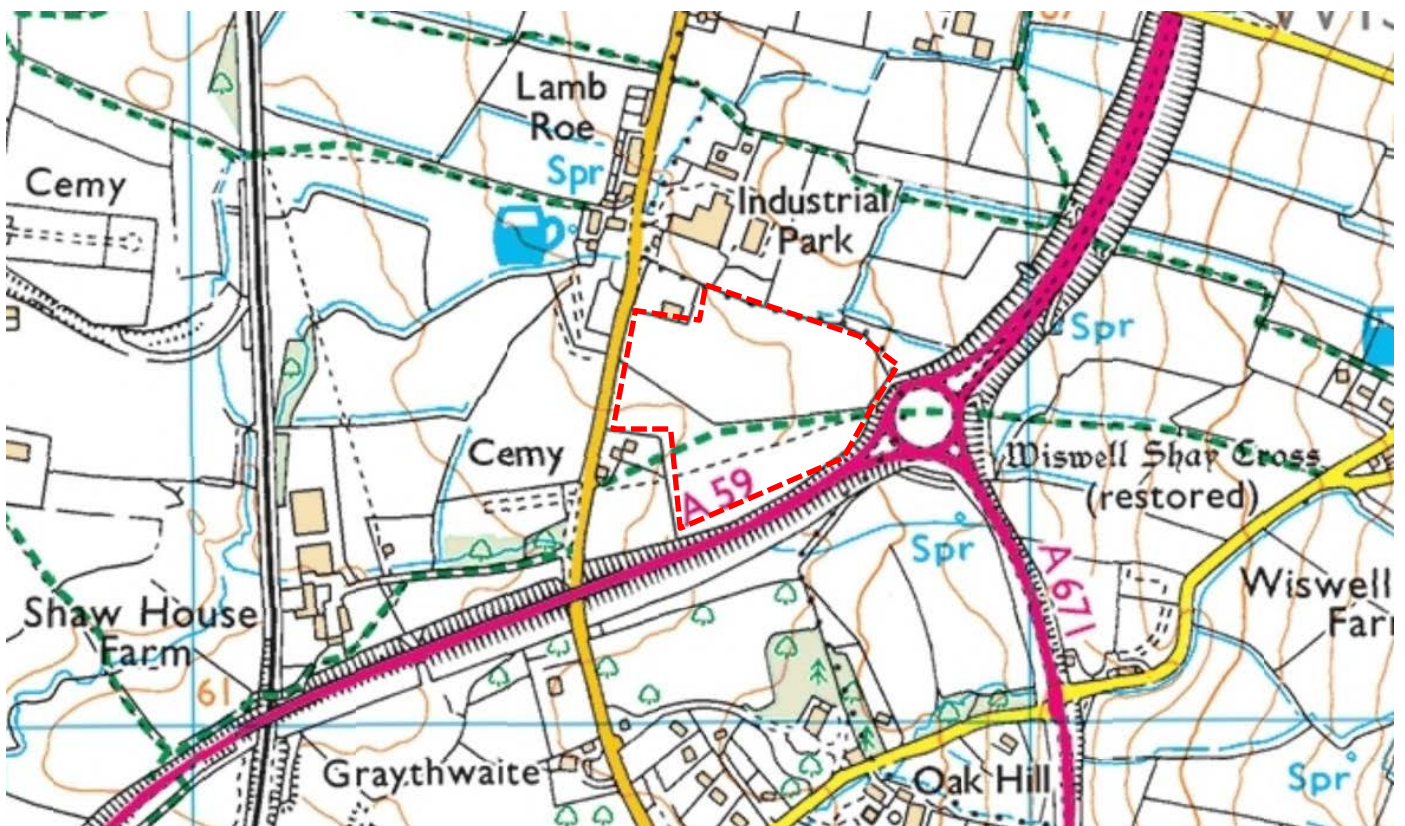 Lamb
Roe
Spr
Cemy
Industrial
Park
Spr
Cemy
A 59
Wiswell Shay Cross
(restored)
Spr
A 671
Wiswell
Shaw House
Farm
61
Graythwaite
Oak Hill
Spr